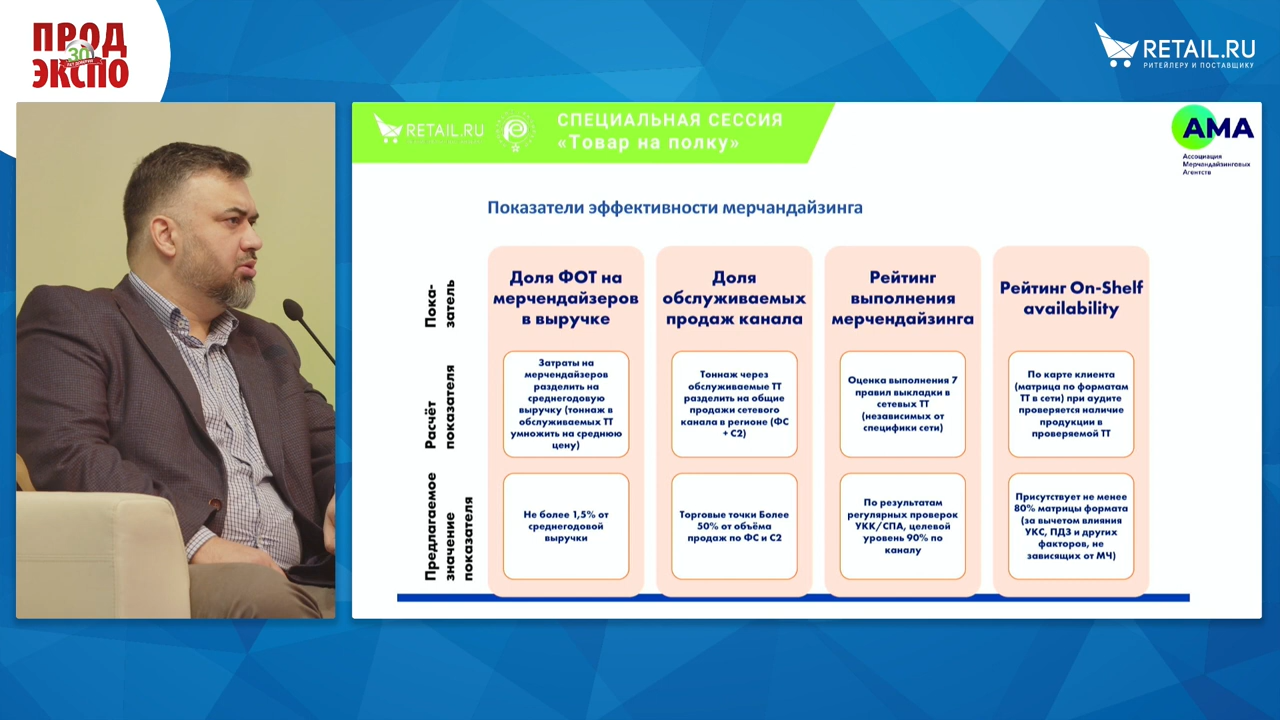 ПРОД
30
ЛЕТ ДОВЕРИЯ
ЭКСПО
RETAIL.RU
РИТЕЙЛЕРУ И ПОСТАВЩИКУ
RETAIL.RU
СПЕЦИАЛЬНАЯ СЕССИЯ
«Товар на полку»
АМА
Ассоциация
Мерчандайзинговых
Агентств
Показатели эффективности мерчандайзинга
Пока-
затель
Доля ФОТ на
мерчендайзеров
в выручке
Доля
обслуживаемых
продаж канала
Рейтинг
выполнения
мерчендайзинга
Рейтинг On-Shelf
availability
Расчёт
показателя
Затраты на
мерчендайзеров
разделить на
среднегодовую
выручку (тоннаж в
обслуживаемых ТТ
умножить на среднюю
цену)
Тоннаж через
обслуживаемые ТТ
разделить на общие
продажи сетевого
канала в регионе (ФС
+ С2)
Оценка выполнения 7
правил выкладки в
сетевых ТТ
(независимых от
специфики сети)
По карте клиента
(матрица по форматам
ТТ в сети) при аудите
проверяется наличие
продукции в
проверяемой ТТ
Предлагаемое
значение
показателя
Не более 1,5% от
среднегодовой
выручки
Торговые точки Более
50% от объёма
продаж по ФС и С2
По результатам
регулярных проверок
УКК/СПА, целевой
уровень 90% по
каналу
Присутствует не менее
80% матрицы формата
(за вычетом влияния
УКС, ПДЗ и других
факторов, не
зависящих от МЧ)